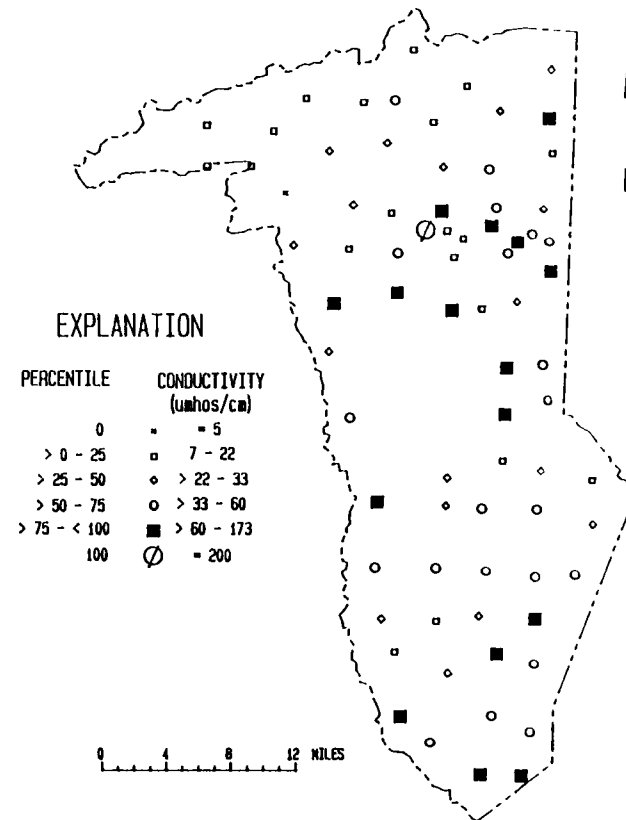 EXPLANATION
PERCENTILE CONDUCTIVITY
(umhos/cm)
0 = 5
> 0 - 25 7 - 22
> 25 - 50 > 22 - 33
> 50 - 75 > 33 - 60
> 75 - < 100 > 60 - 173
100 = 200
0 4 8 12 MILES